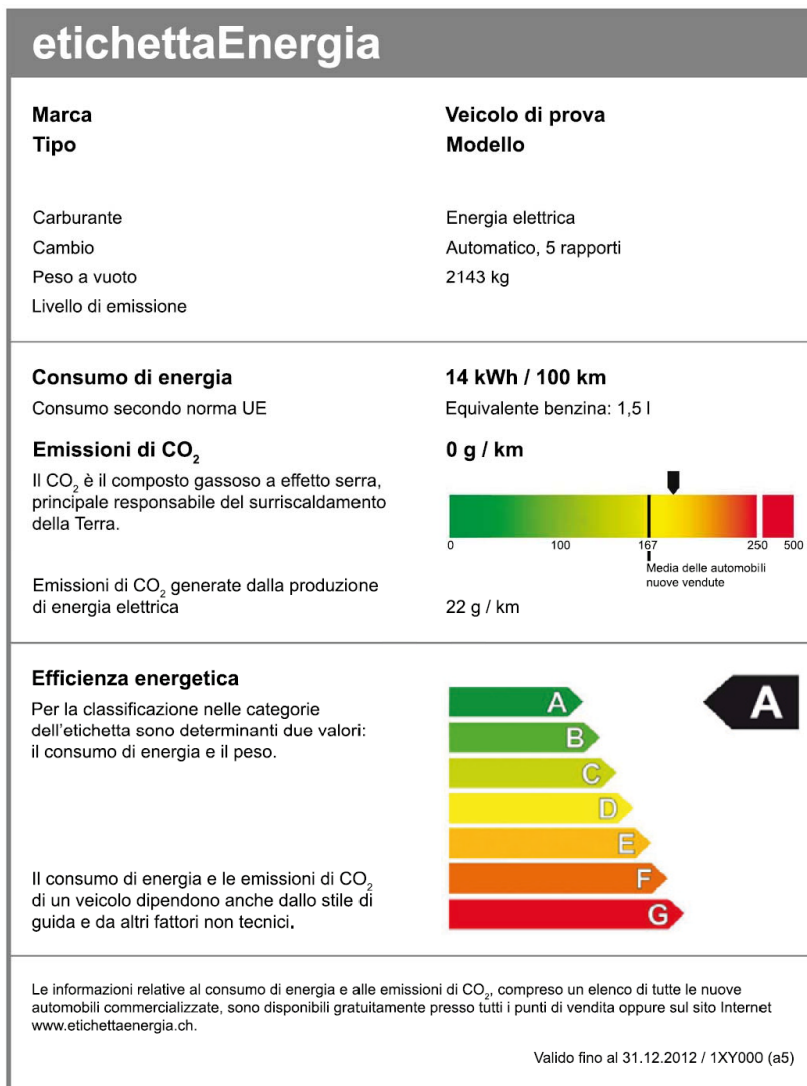 etichettaEnergia
Marca Veicolo di prova
Tipo Modello
Carburante Energia elettrica
Cambio Automatico, 5 rapporti
Peso a vuoto 2143 kg
Livello di emissione
Consumo di energia 14 kWh / 100 km
Consumo secondo norma UE Equivalente benzina: 1,5 l
Emissioni di CO₂ 0 g / km
Il CO₂ è il composto gassoso a effetto serra,
principale responsabile del surriscaldamento
della Terra.
0 100 167 250 500
Media delle automobili
nuove vendute
Emissioni di CO₂ generate dalla produzione
di energia elettrica 22 g / km
Efficienza energetica
Per la classificazione nelle categorie
dell'etichetta sono determinanti due valori:
il consumo di energia e il peso.
A A
B
C
D
E
F
G
Il consumo di energia e le emissioni di CO₂
di un veicolo dipendono anche dallo stile di
guida e da altri fattori non tecnici.
Le informazioni relative al consumo di energia e alle emissioni di CO₂, compreso un elenco di tutte le nuove
automobili commercializzate, sono disponibili gratuitamente presso tutti i punti di vendita oppure sul sito Internet
www.etichettaenergia.ch.
Valido fino al 31.12.2012 / 1XY000 (a5)